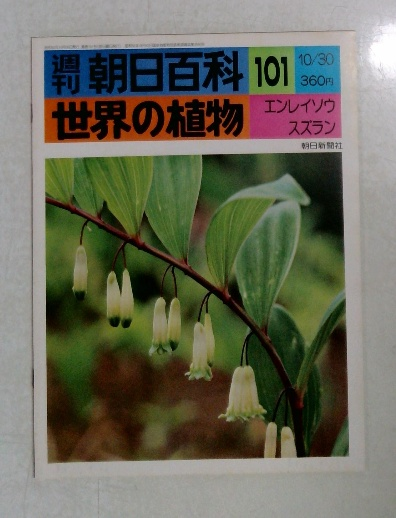 週刊 朝日百科 101 10/30
360円
世界の植物 エンレイソウ
スズラン
朝日新聞社